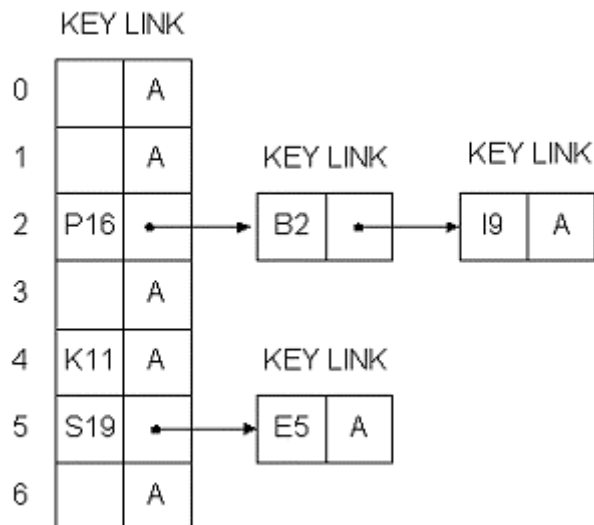 KEY LINK
0 A
1 A
KEY LINK KEY LINK
2 P16 B2 I9 A
3 A
4 K11 A
KEY LINK
5 S19 E5 A
6 A